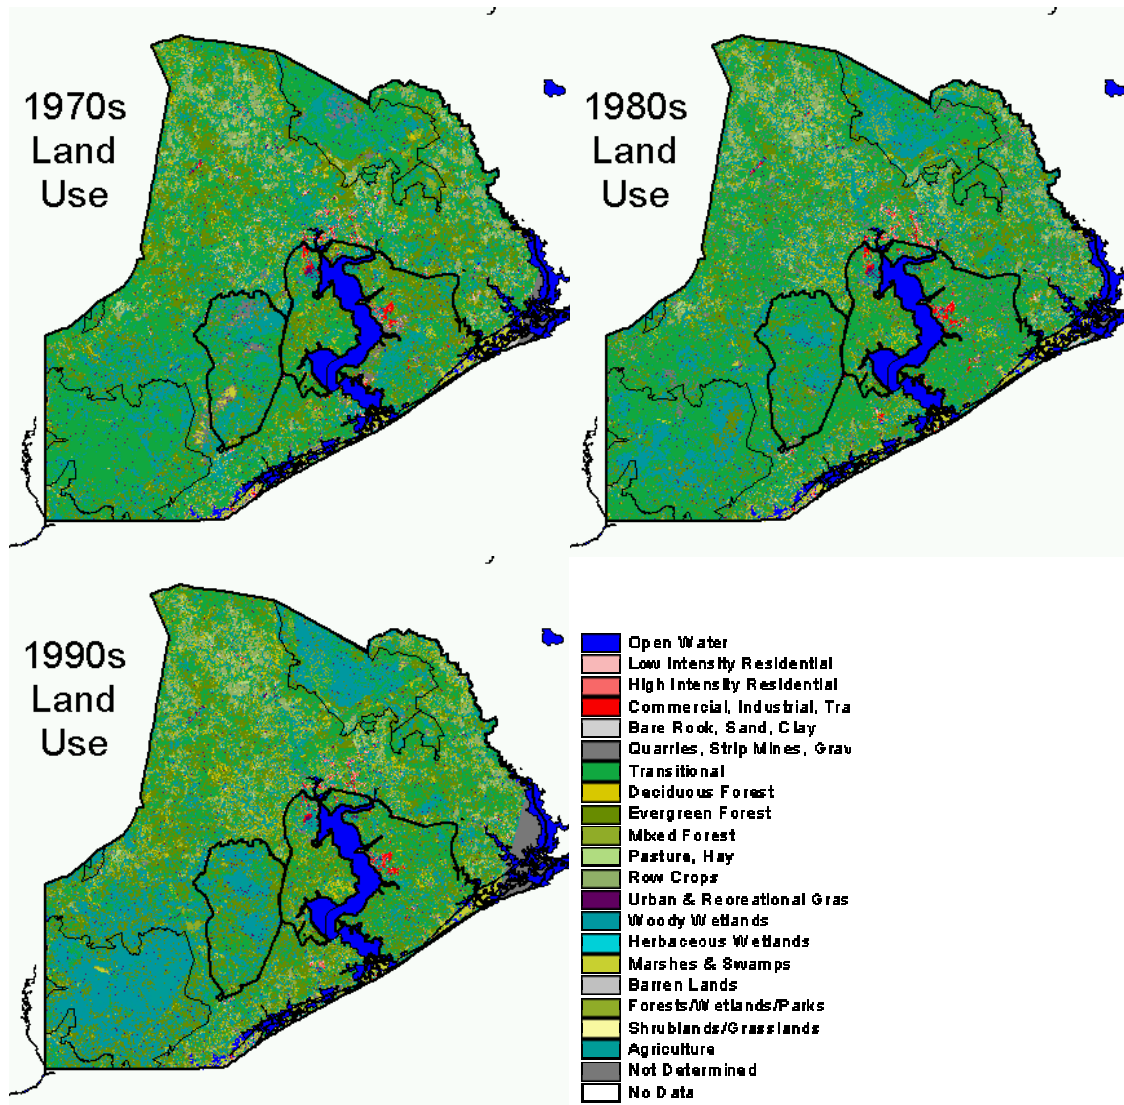 1970s
Land
Use
1980s
Land
Use
1990s
Land
Use
Open Water
Low Intensity Residential
High Intensity Residential
Commercial, Industrial, Tra
Bare Rook, Sand, Clay
Quarries, Strip Mines, Grav
Transitional
Deciduous Forest
Evergreen Forest
Mixed Forest
Pasture, Hay
Row Crops
Urban & Recreational Gras
Woody Wetlands
Herbaceous Wetlands
Marshes & Swamps
Barren Lands
Forests/Wetlands/Parks
Shrublands/Grasslands
Agriculture
Not Determined
No Data